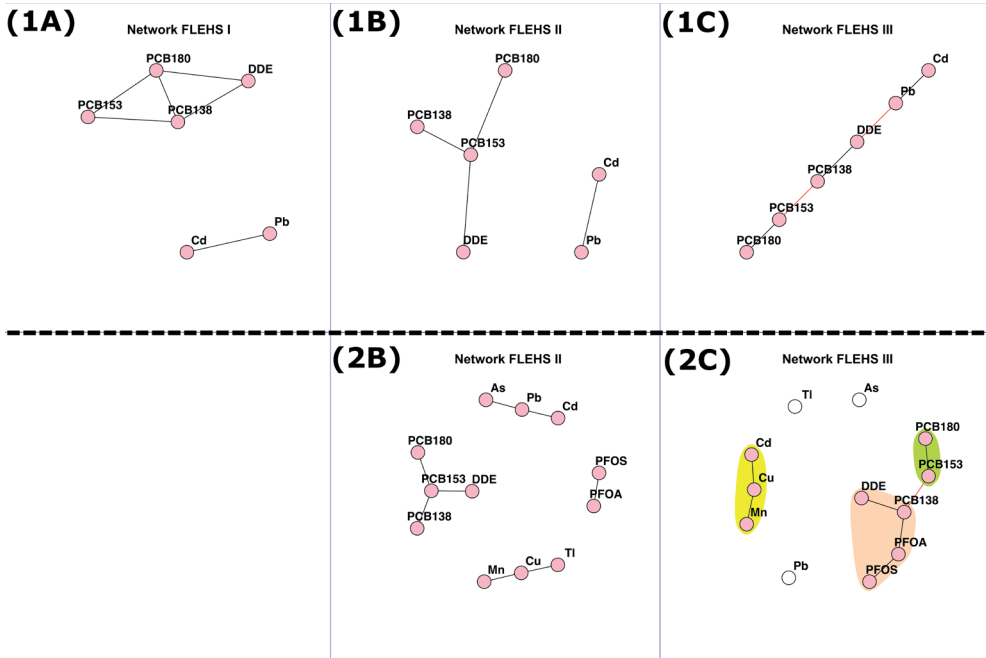 (1A)
Network FLEHS I
PCB180
DDE
PCB153
PCB138
Pb
Cd
(1B)
Network FLEHS II
PCB180
PCB138
PCB153
Cd
DDE
Pb
(1C)
Network FLEHS III
Cd
Pb
DDE
PCB138
PCB153
PCB180
(2B)
Network FLEHS II
As
Pb
Cd
PCB180
PFOS
PCB153
DDE
PFOA
PCB138
Tl
Cu
Mn
(2C)
Network FLEHS III
Tl
As
PCB180
Cd
PCB153
Cu
DDE
PCB138
Mn
PFOA
Pb
PFOS